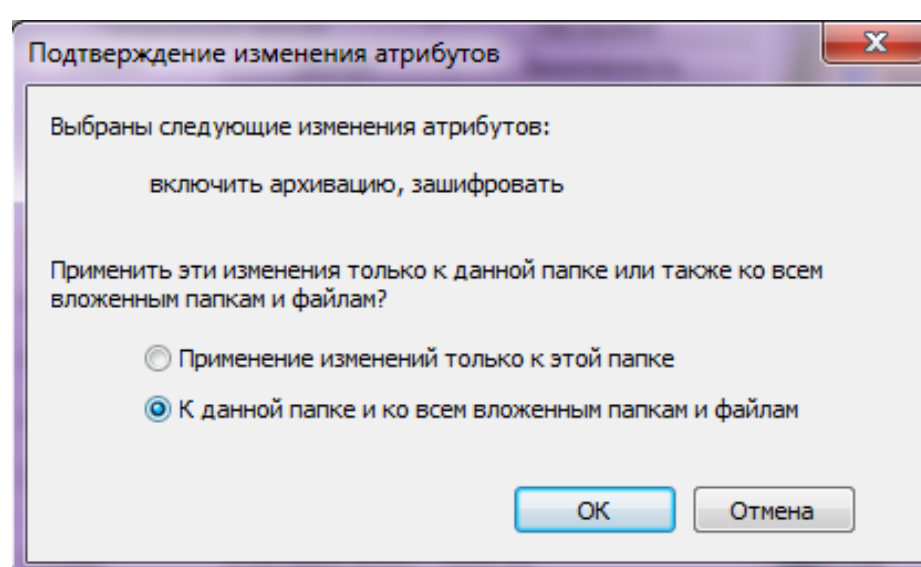 Подтверждение изменения атрибутов
Выбраны следующие изменения атрибутов:
включить архивацию, зашифровать
Применить эти изменения только к данной папке или также ко всем
вложенным папкам и файлам?
Применение изменений только к этой папке
К данной папке и ко всем вложенным папкам и файлам
ОК
Отмена